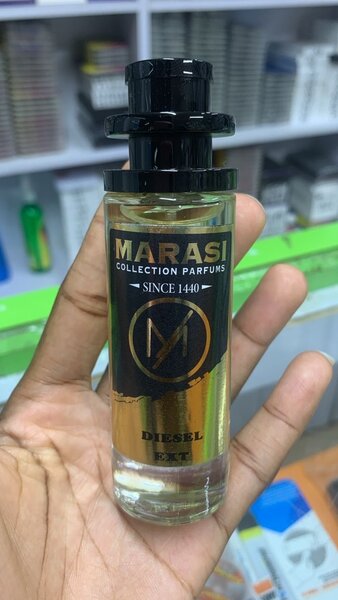 MARASI
COLLECTION PARFUMS
SINCE 1440
M
DIESEL
EXT